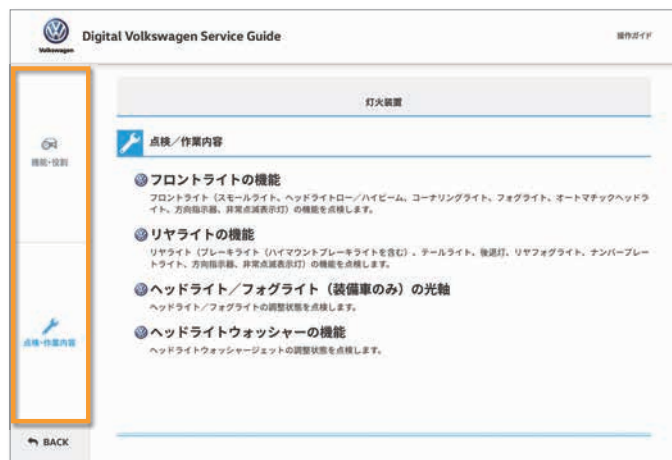 Volkswagen
Digital Volkswagen Service Guide
操作ガイド
灯火装置
機能・役割
点検・作業内容
BACK
点検／作業内容
フロントライトの機能
フロントライト（スモールライト、ヘッドライトロー／ハイビーム、コーナリングライト、フォグライト、オートマチックヘッドラ
イト、方向指示器、非常点滅表示灯）の機能を点検します。
リヤライトの機能
リヤライト（ブレーキライト（ハイマウントブレーキライトを含む）、テールライト、後退灯、リヤフォグライト、ナンバープレー
トライト、方向指示器、非常点滅表示灯）の機能を点検します。
ヘッドライト／フォグライト（装備車のみ）の光軸
ヘッドライト／フォグライトの調整状態を点検します。
ヘッドライトウォッシャーの機能
ヘッドライトウォッシャージェットの調整状態を点検します。